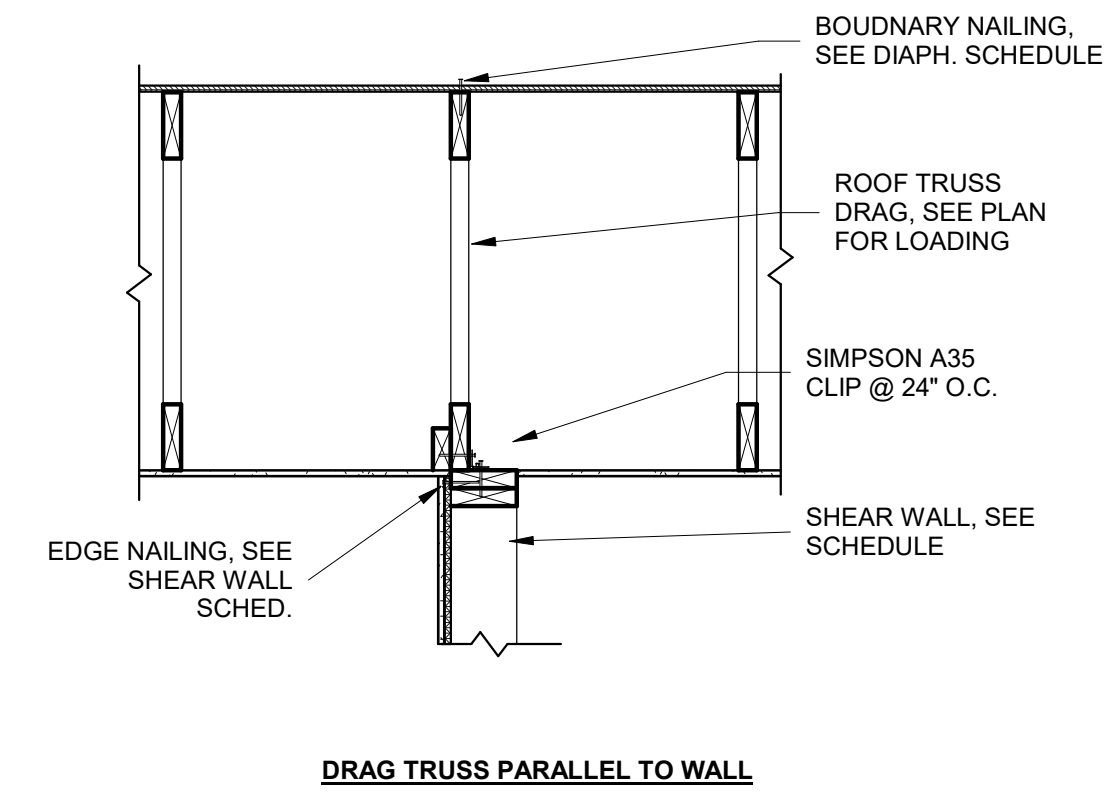 BOUDNARY NAILING,
SEE DIAPH. SCHEDULE
ROOF TRUSS
DRAG, SEE PLAN
FOR LOADING
SIMPSON A35
CLIP @ 24" O.C.
SHEAR WALL, SEE
SCHEDULE
EDGE NAILING, SEE
SHEAR WALL
SCHED.
DRAG TRUSS PARALLEL TO WALL